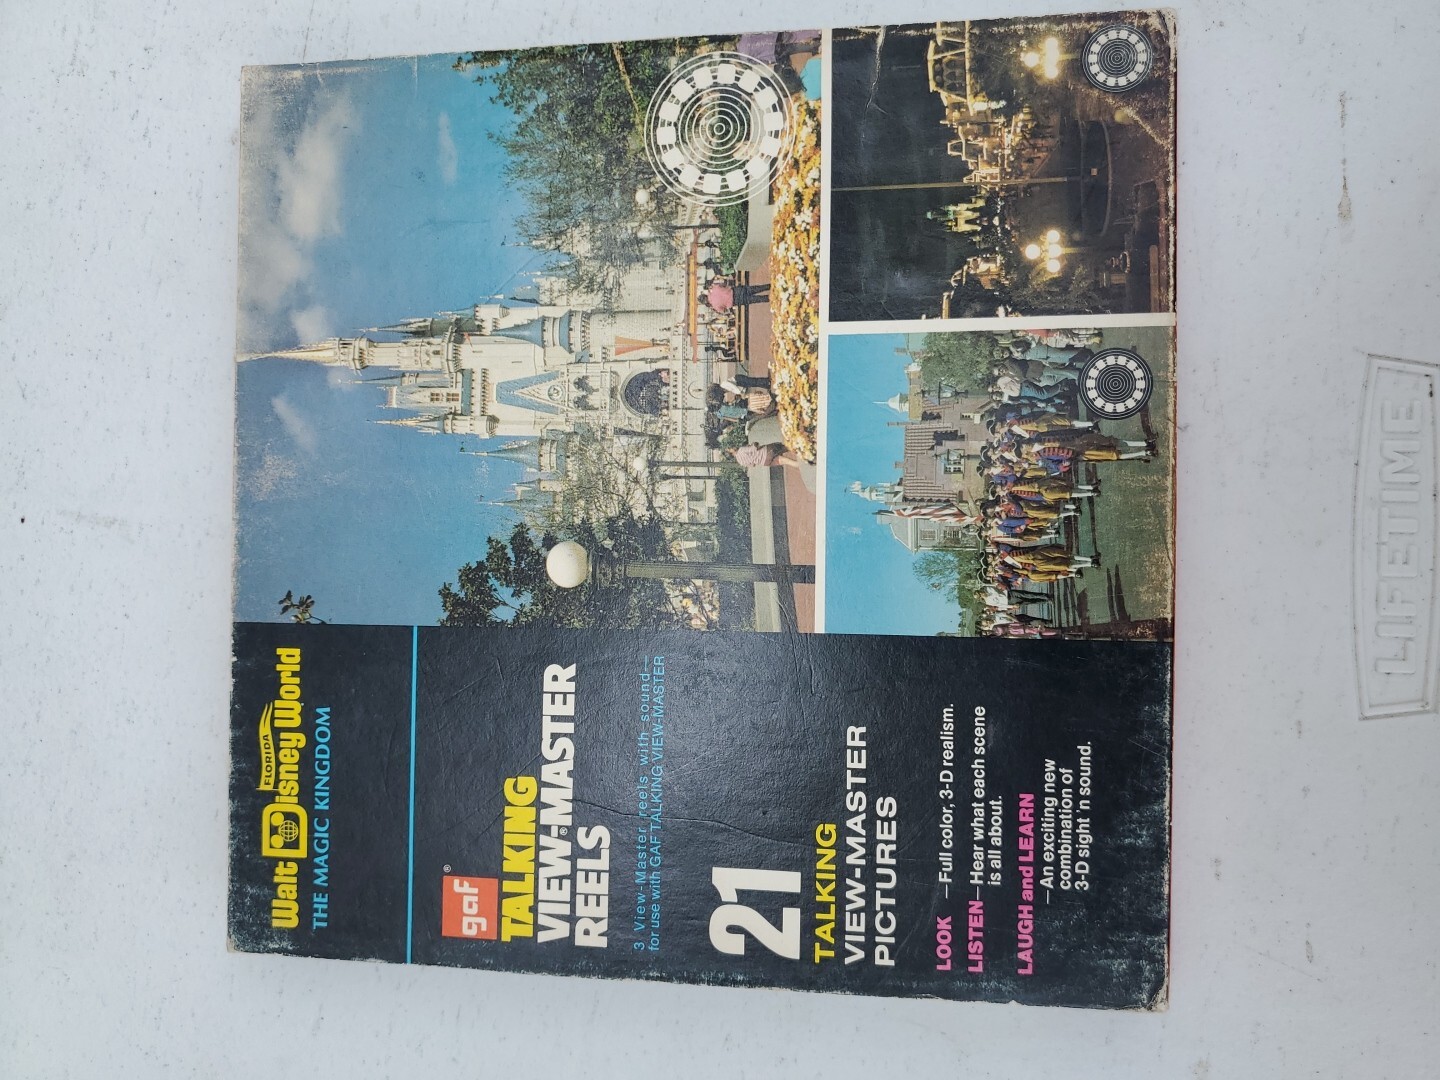 FLORIDA
Walt Disney World
THE MAGIC KINGDOM
gaf®
TALKING
VIEW-MASTER®
REELS
3 View-Master reels with sound—
for use with GAF TALKING VIEW-MASTER
21
TALKING
VIEW-MASTER
PICTURES
LOOK —Full color, 3-D realism.
LISTEN—Hear what each scene
is all about.
LAUGH and LEARN
—An exciting new
combination of
3-D sight 'n sound.
LIFETIME